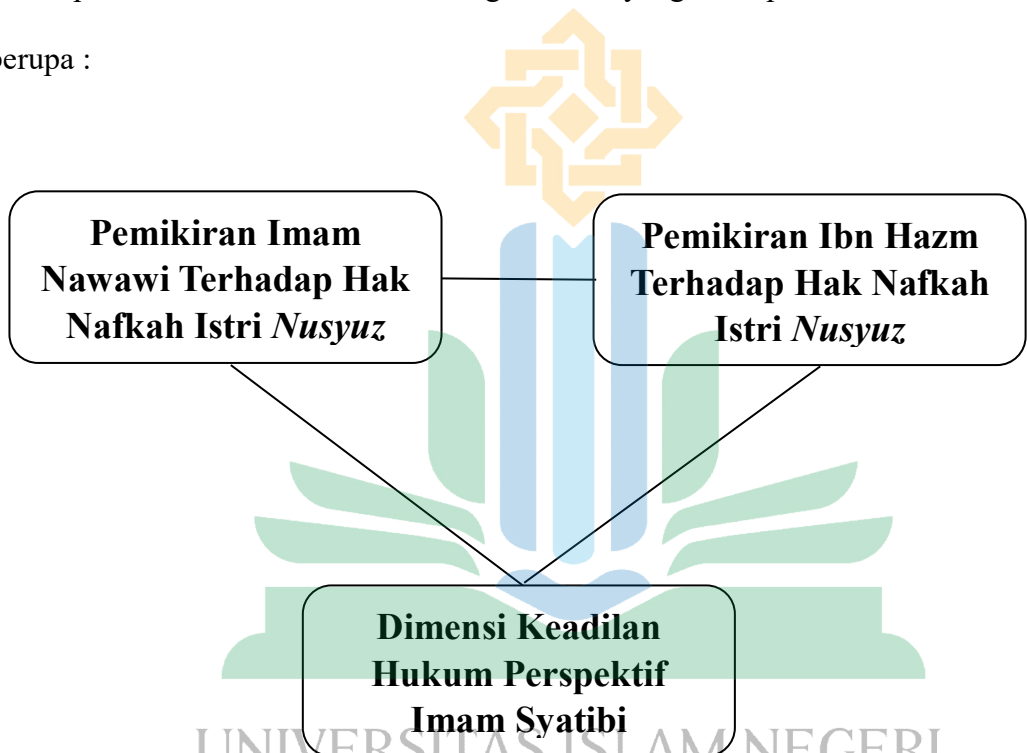 berupa :
Pemikiran Imam
Nawawi Terhadap Hak
Nafkah Istri Nusyuz
Pemikiran Ibn Hazm
Terhadap Hak Nafkah
Istri Nusyuz
Dimensi Keadilan
Hukum Perspektif
Imam Syatibi
UNIVERSITAS ISLAM NEGERI